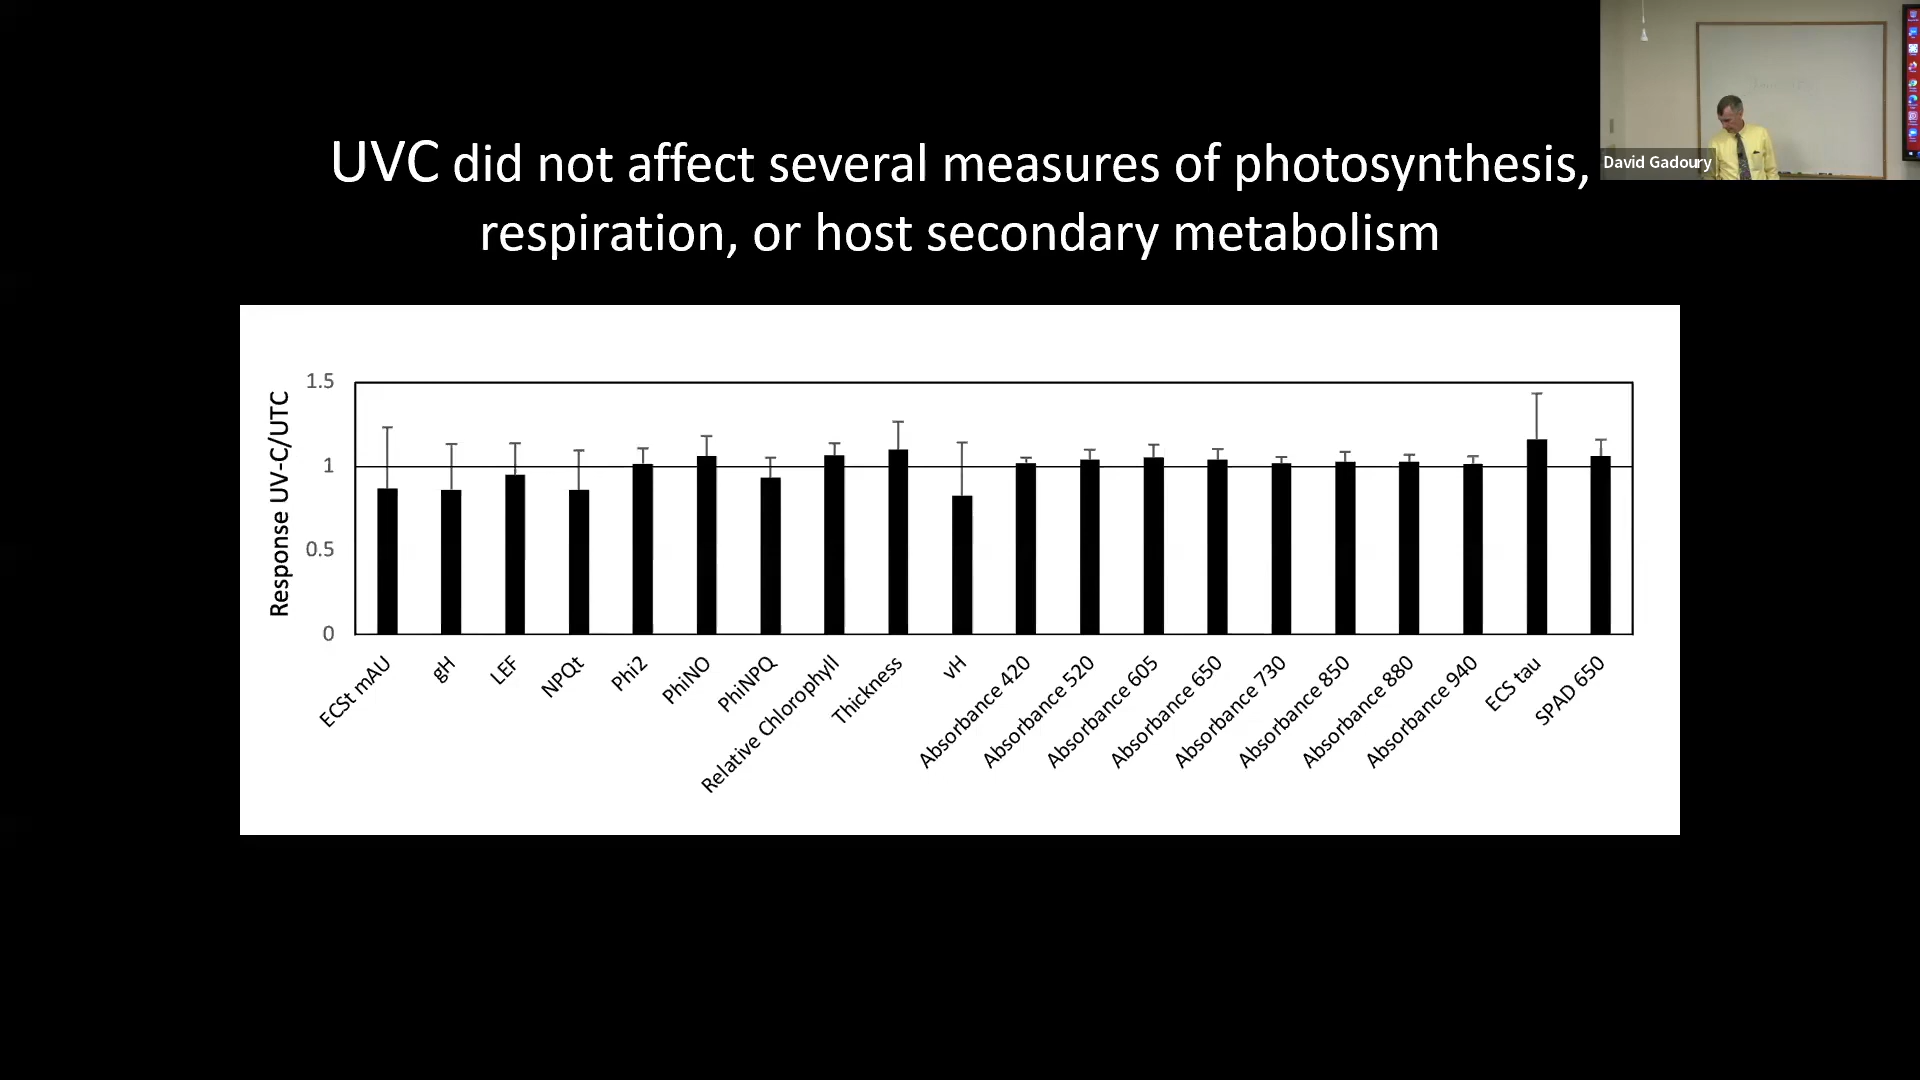 UVC did not affect several measures of photosynthesis,
respiration, or host secondary metabolism
David Gadoury
Response UV-C/UTC
1.5
1
0.5
0
ECSt mAU
gH
LEF
NPQt
Phi2
PhiNO
PhiNPQ
Relative Chlorophyll
Thickness
vH
Absorbance 420
Absorbance 520
Absorbance 605
Absorbance 650
Absorbance 730
Absorbance 850
Absorbance 880
Absorbance 940
ECS tau
SPAD 650